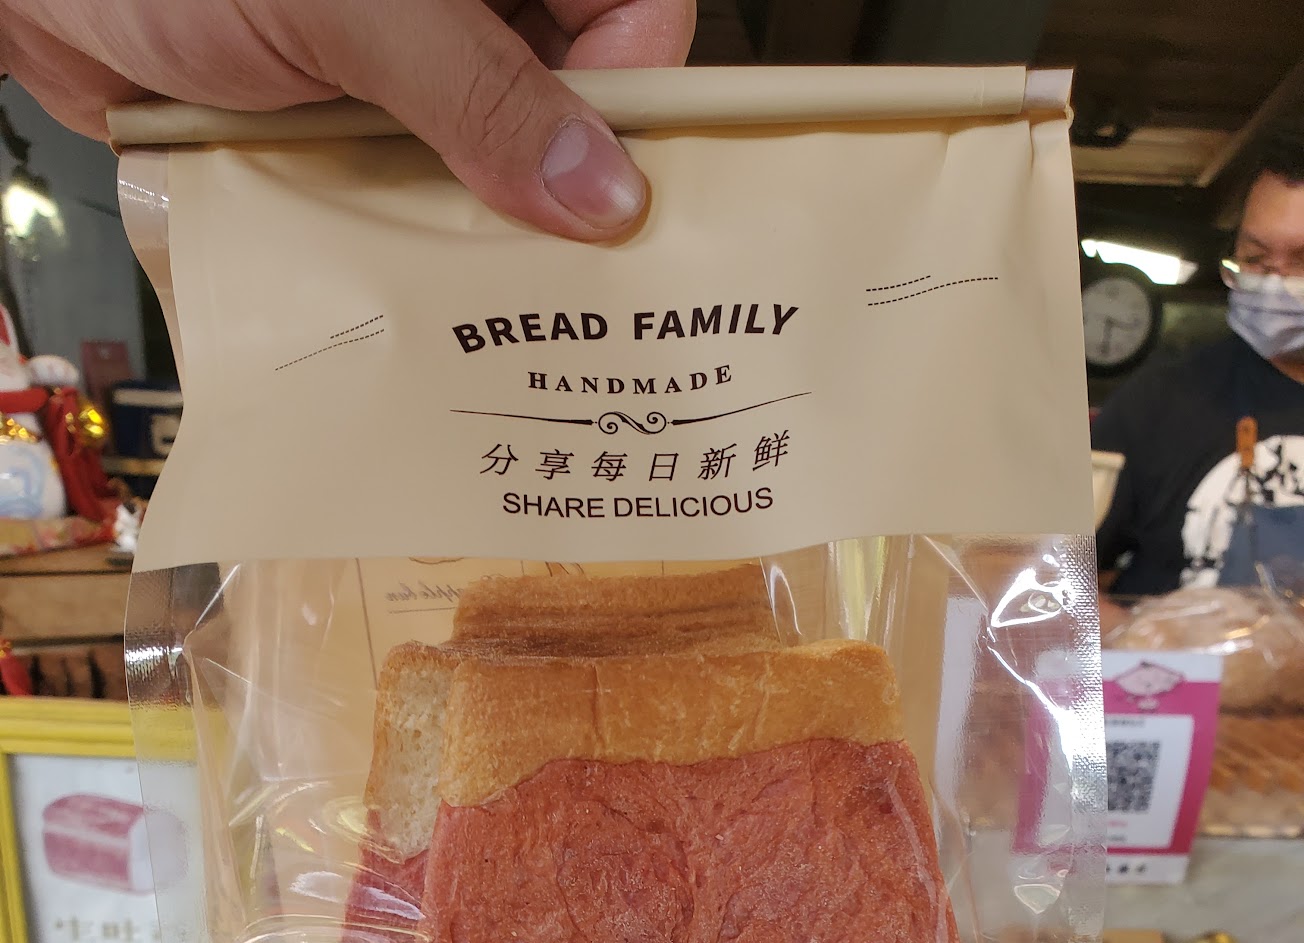 BREAD FAMILY
HANDMADE
分享每日新鲜
SHARE DELICIOUS